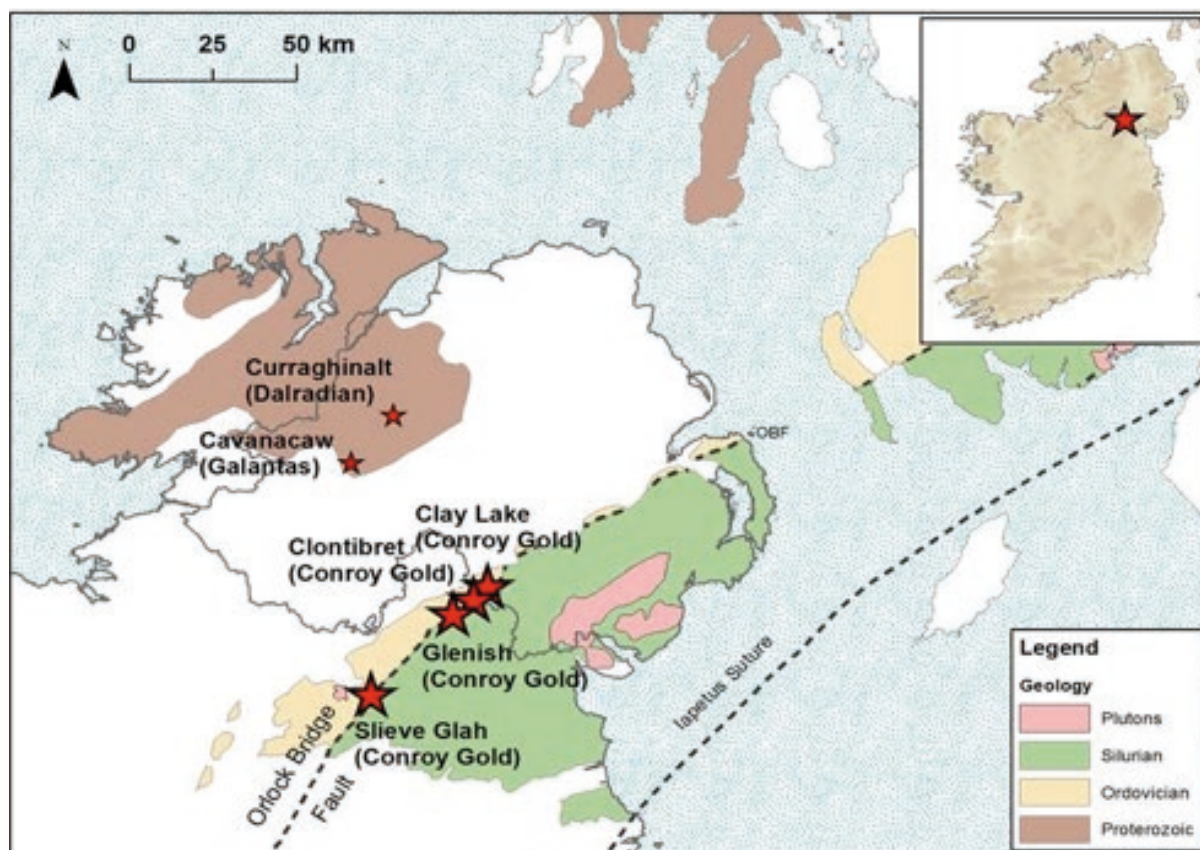 N
0 25 50 km
Curraghinalt
(Dalradian)
Cavanacaw
(Galantas)
OBF
Clay Lake
(Conroy Gold)
Clontibret
(Conroy Gold)
Glenish
(Conroy Gold)
Slieve Glah
(Conroy Gold)
Orlock Bridge
Fault
Iapetus Suture
Legend
Geology
Plutons
Silurian
Ordovician
Proterozoic